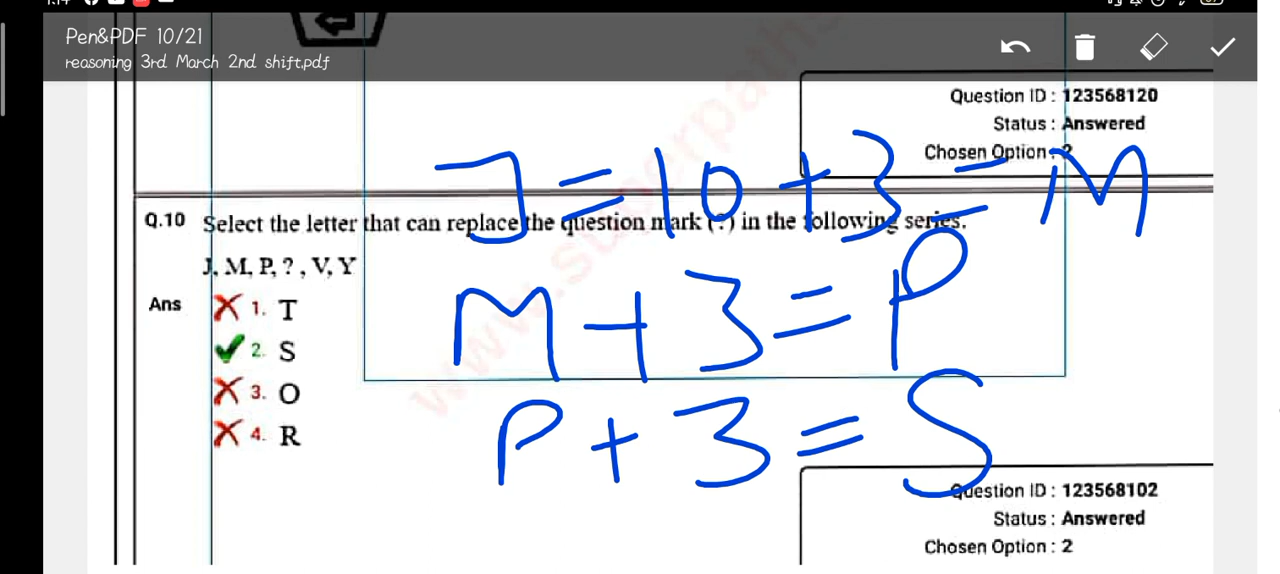 Pen&PDF 10/21
reasoning 3rd March 2nd shift.pdf
Question ID : 123568120
Status : Answered
Chosen Option : 2
J = 10 + 3 = M
Q.10 Select the letter that can replace the question mark (?) in the following series.
J, M, P, ? , V, Y
M + 3 = P
Ans
1. T
2. S
3. O
4. R
P + 3 = S
Question ID : 123568102
Status : Answered
Chosen Option : 2